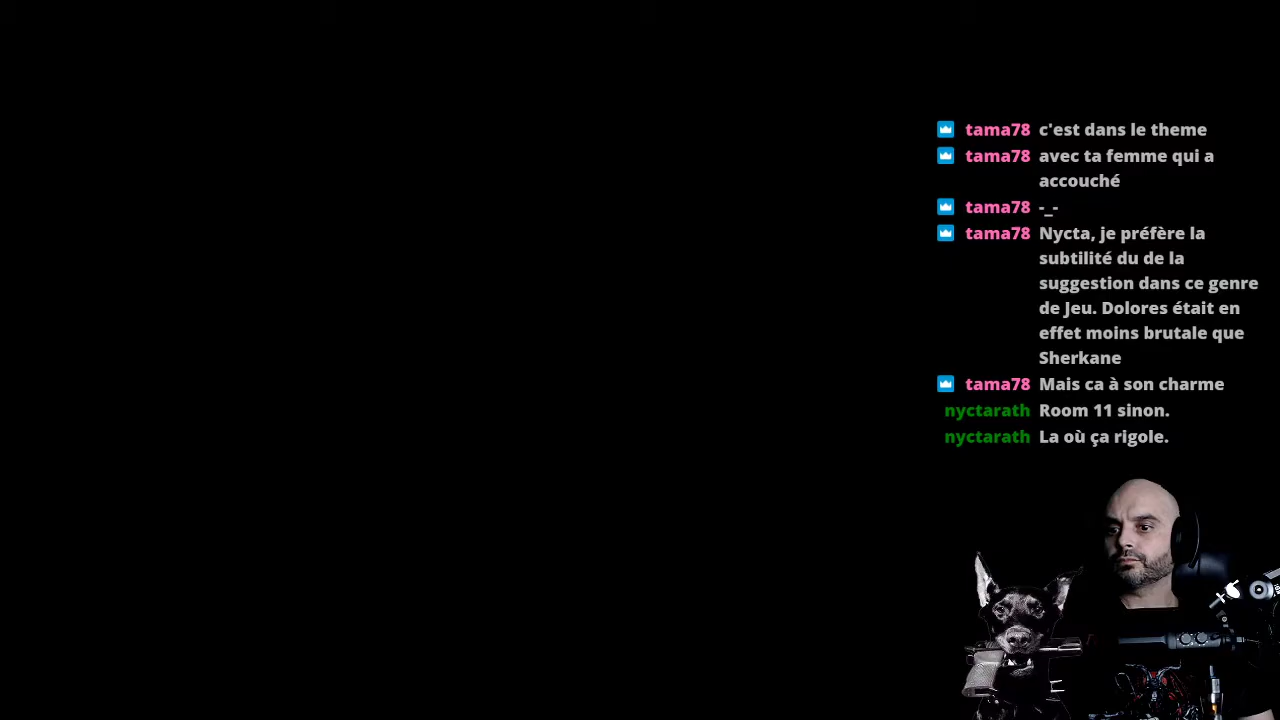 tama78 c'est dans le theme
tama78 avec ta femme qui a
accouché
tama78 -_-
tama78 Nycta, je préfère la
subtilité du de la
suggestion dans ce genre
de Jeu. Dolores était en
effet moins brutale que
Sherkane
tama78 Mais ca à son charme
nyctarath Room 11 sinon.
nyctarath La où ça rigole.